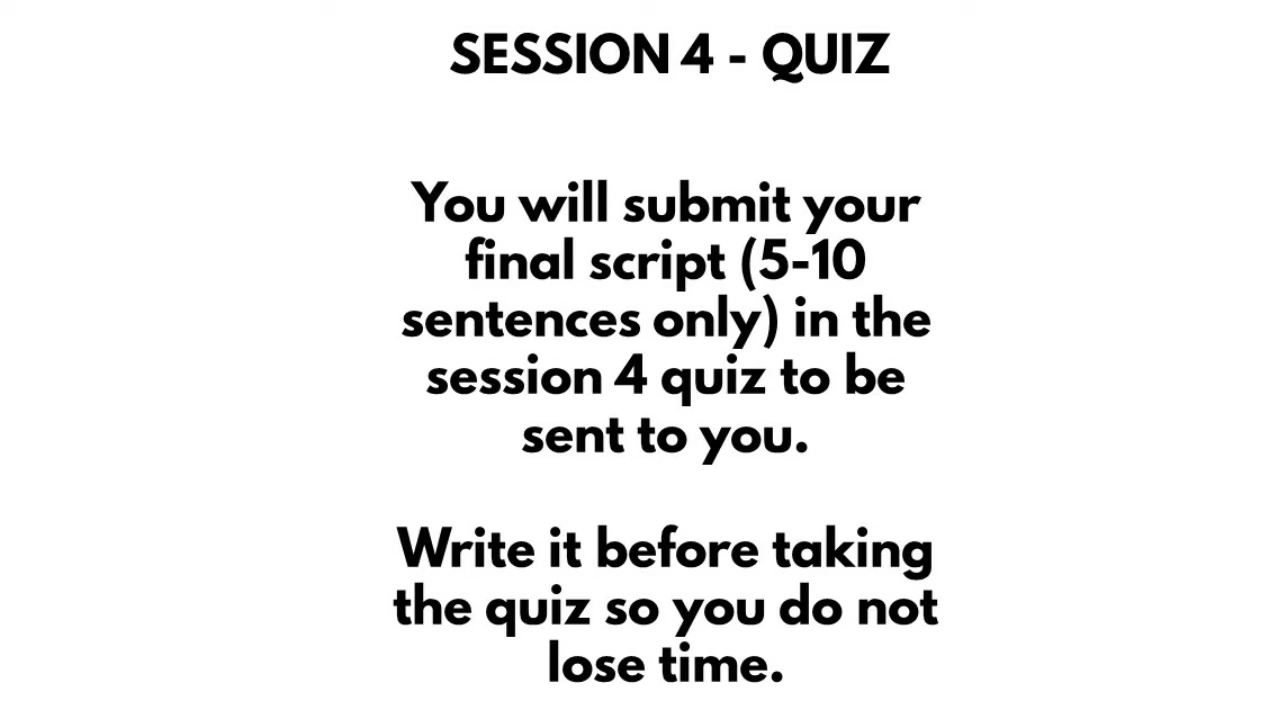 SESSION 4 - QUIZ
You will submit your
final script (5-10
sentences only) in the
session 4 quiz to be
sent to you.
Write it before taking
the quiz so you do not
lose time.